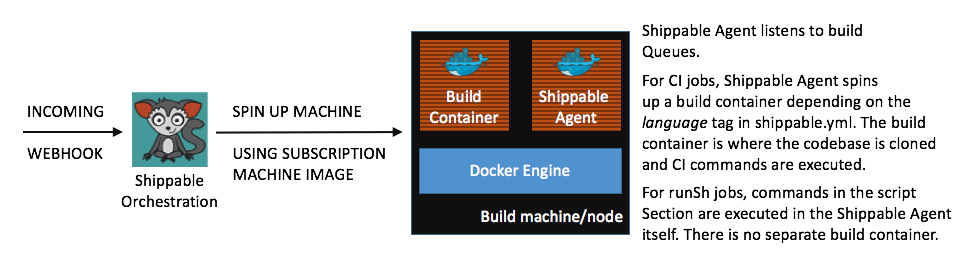 INCOMING
WEBHOOK
Shippable
Orchestration
SPIN UP MACHINE
USING SUBSCRIPTION
MACHINE IMAGE
Build
Container
Shippable
Agent
Docker Engine
Build machine/node
Shippable Agent listens to build
Queues.
For CI jobs, Shippable Agent spins
up a build container depending on the
language tag in shippable.yml. The build
container is where the codebase is cloned
and CI commands are executed.
For runSh jobs, commands in the script
Section are executed in the Shippable Agent
itself. There is no separate build container.